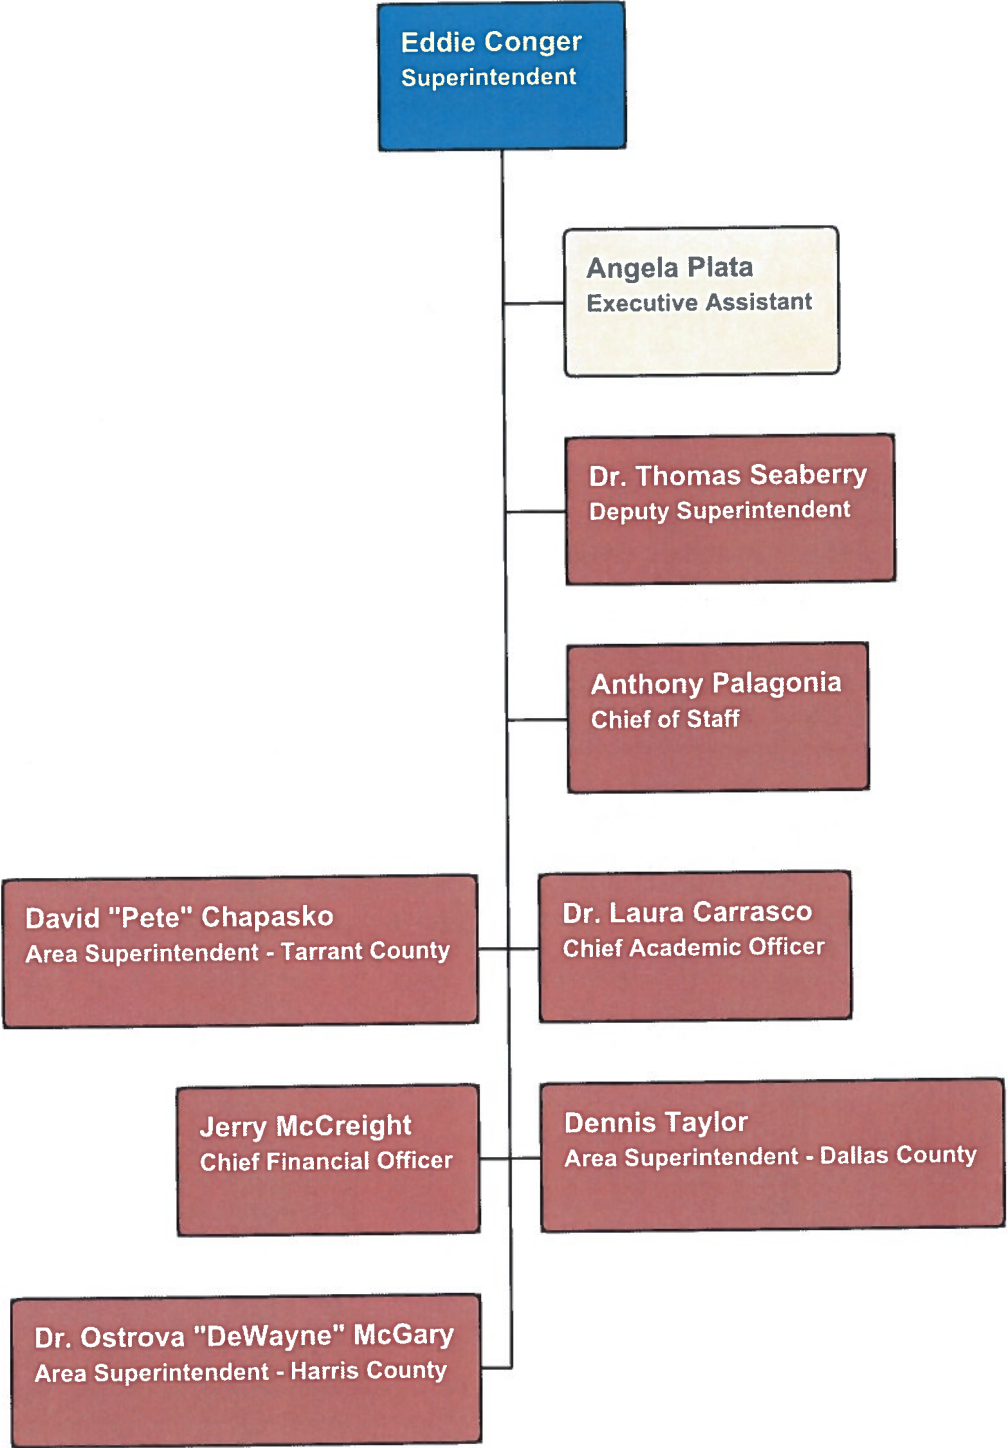 Eddie Conger
Superintendent
Angela Plata
Executive Assistant
Dr. Thomas Seaberry
Deputy Superintendent
Anthony Palagonia
Chief of Staff
David "Pete" Chapasko
Area Superintendent - Tarrant County
Dr. Laura Carrasco
Chief Academic Officer
Jerry McCreight
Chief Financial Officer
Dennis Taylor
Area Superintendent - Dallas County
Dr. Ostrova "DeWayne" McGary
Area Superintendent - Harris County